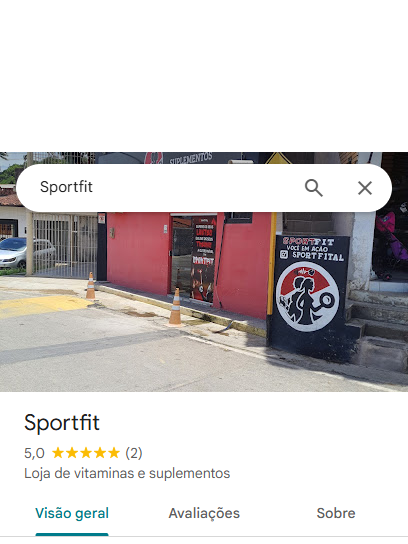 SUPLEMENTOS
Sportfit
SPORTFIT
SPORTFIT
VOCÊ EM AÇÃO
SPORTFITAL
Sportfit
5,0 ★★★★★ (2)
Loja de vitaminas e suplementos
Visão geral Avaliações Sobre